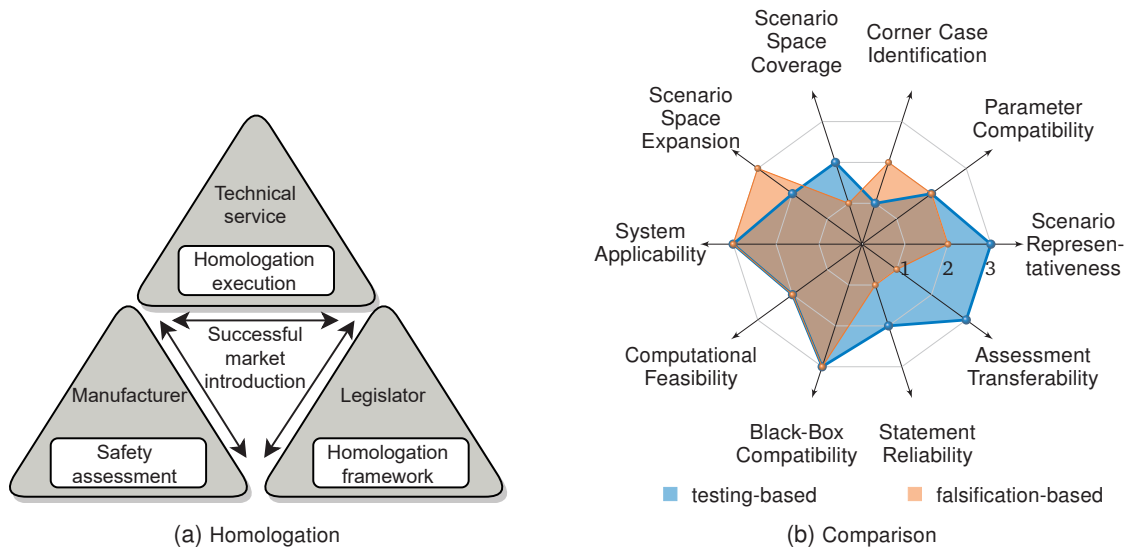 Technical
service
Homologation
execution
Successful
market
introduction
Manufacturer
Safety
assessment
Legislator
Homologation
framework
(a) Homologation
Scenario
Space
Coverage
Corner Case
Identification
Scenario
Space
Expansion
Parameter
Compatibility
System
Applicability
Scenario
Represen-
tativeness
1
2
3
Computational
Feasibility
Assessment
Transferability
Black-Box
Compatibility
Statement
Reliability
testing-based
falsification-based
(b) Comparison